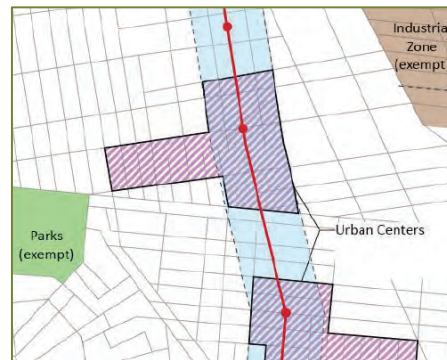 Industria
Zone
(exempt
Urban Centers
Parks
(exempt)